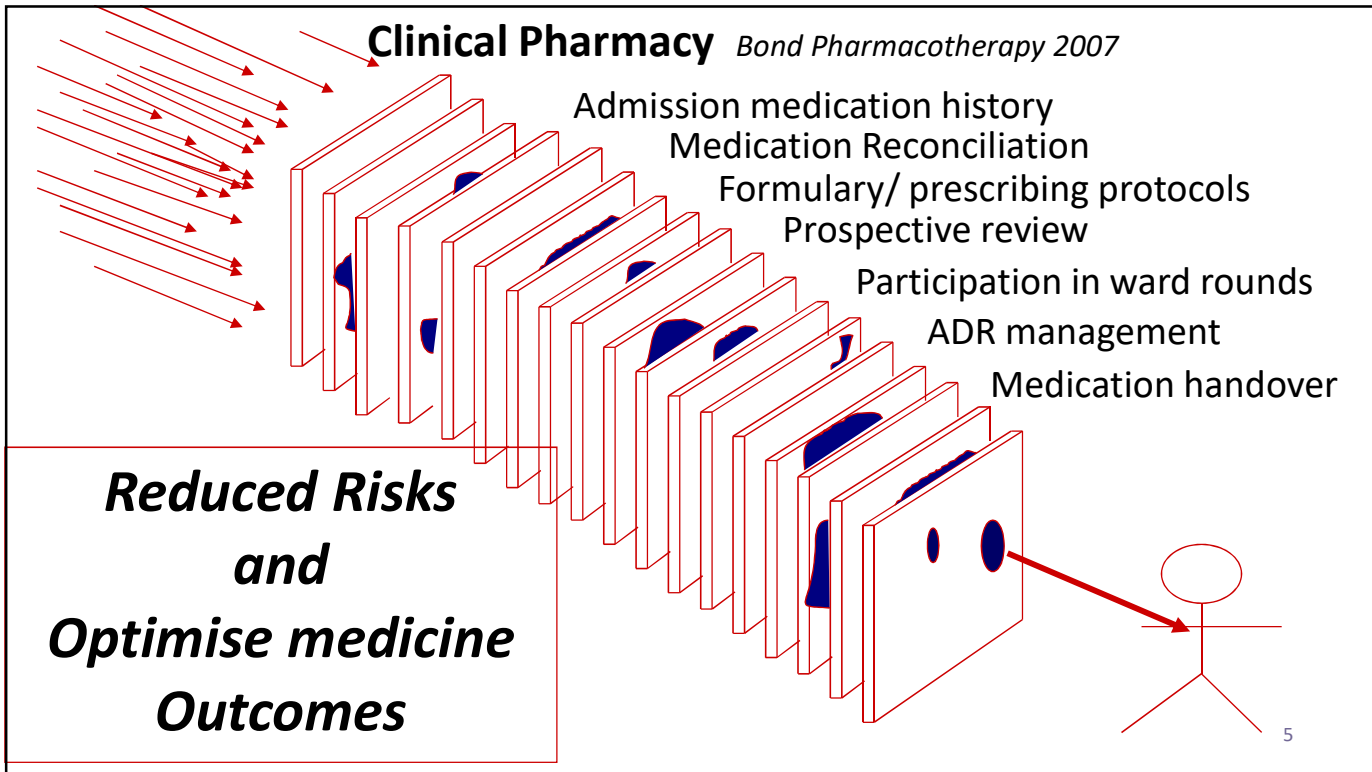 Clinical Pharmacy Bond Pharmacotherapy 2007
Admission medication history
Medication Reconciliation
Formulary/ prescribing protocols
Prospective review
Participation in ward rounds
ADR management
Medication handover
Reduced Risks
and
Optimise medicine
Outcomes
5